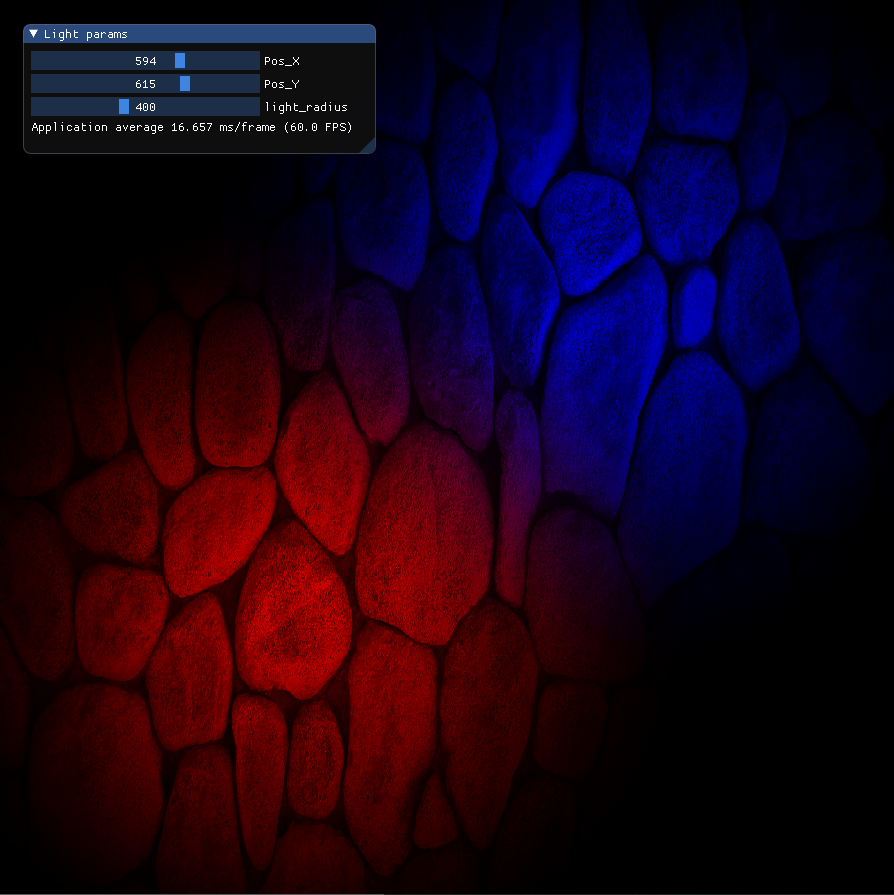 Light params
594 Pos_X
615 Pos_Y
400 light_radius
Application average 16.657 ms/frame (60.0 FPS)